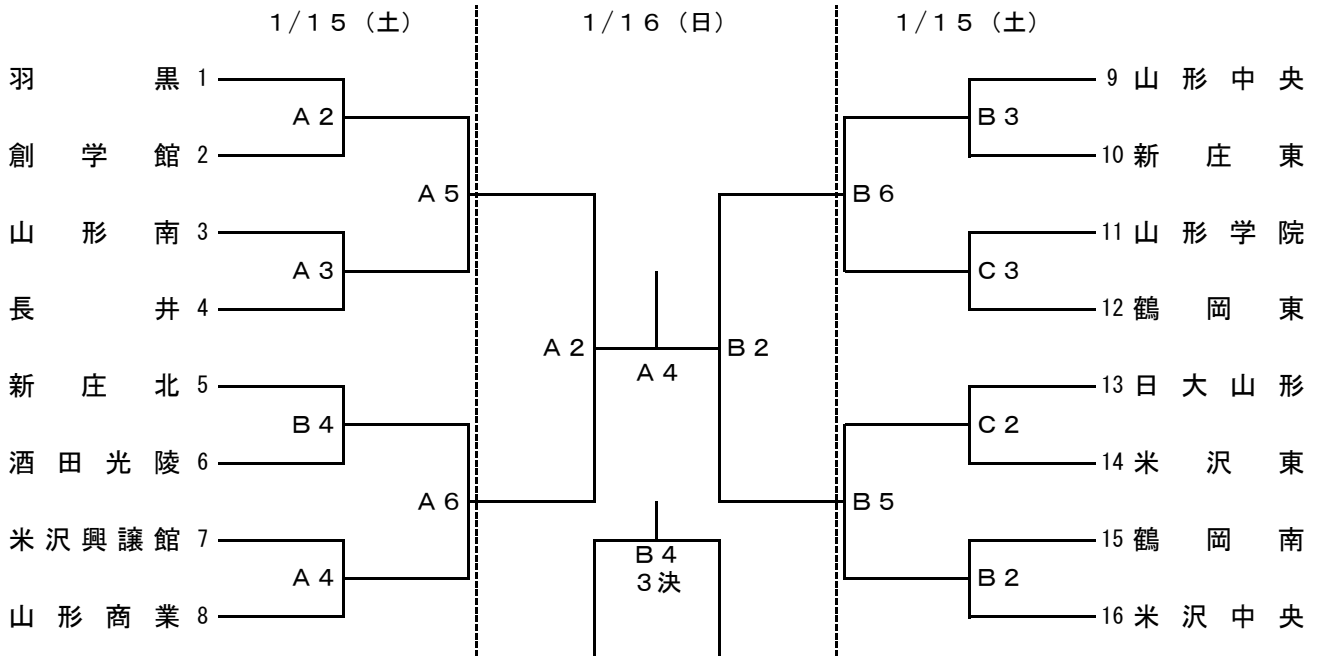 1/15（土） 1/16（日） 1/15（土）
羽黒 1 9 山形中央
A2 B3
創学館 2 10 新庄東
A5 B6
山形南 3 11 山形学院
A3 C3
長井 4 12 鶴岡東
A2 B2
A4
新庄北 5 13 日大山形
B4 C2
酒田光陵 6 14 米沢東
A6 B5
米沢興譲館 7 15 鶴岡南
B4
3決
A4 B2
山形商業 8 16 米沢中央